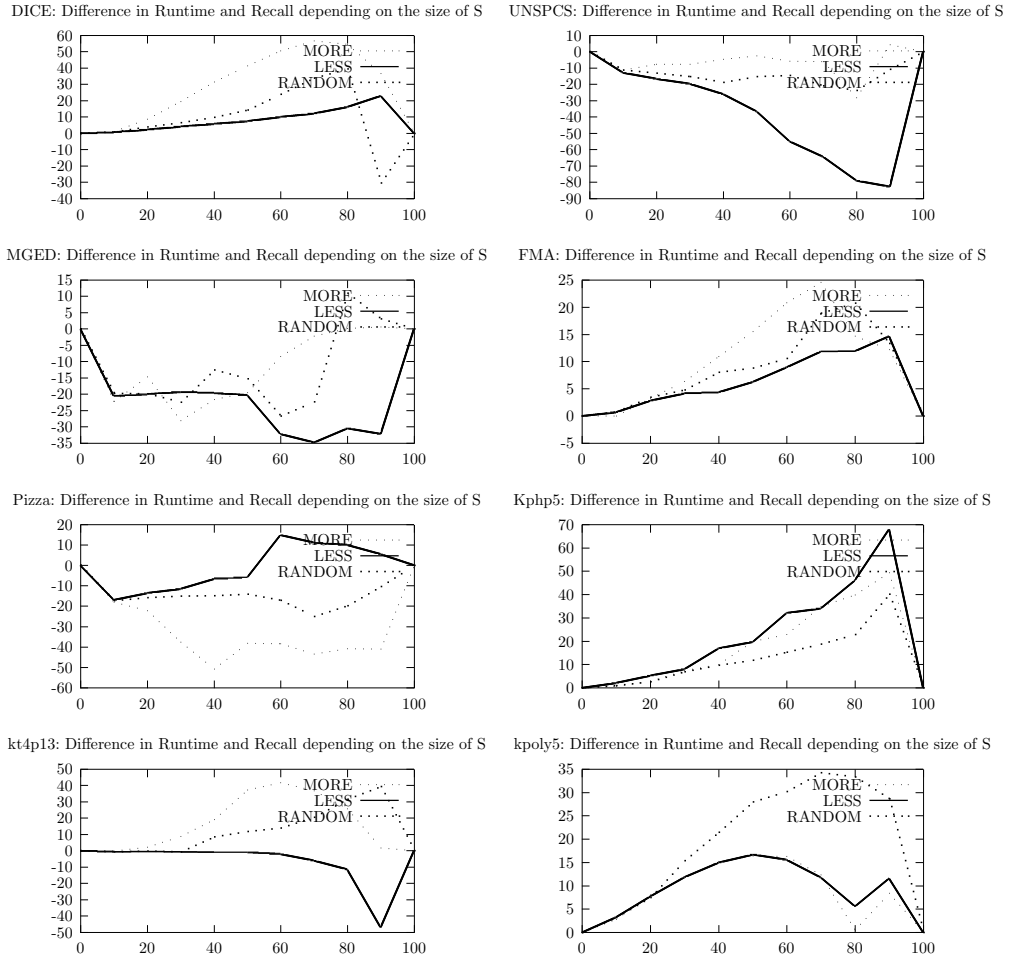 DICE: Difference in Runtime and Recall depending on the size of S
60
50
40
30
20
10
0
-10
-20
-30
-40
0 20 40 60 80 100
MORE
LESS
RANDOM
UNSPCS: Difference in Runtime and Recall depending on the size of S
10
0
-10
-20
-30
-40
-50
-60
-70
-80
-90
0 20 40 60 80 100
MORE
LESS
RANDOM
MGED: Difference in Runtime and Recall depending on the size of S
15
10
5
0
-5
-10
-15
-20
-25
-30
-35
0 20 40 60 80 100
MORE
LESS
RANDOM
FMA: Difference in Runtime and Recall depending on the size of S
25
20
15
10
5
0
-5
0 20 40 60 80 100
MORE
LESS
RANDOM
Pizza: Difference in Runtime and Recall depending on the size of S
20
10
0
-10
-20
-30
-40
-50
-60
0 20 40 60 80 100
MORE
LESS
RANDOM
Kphp5: Difference in Runtime and Recall depending on the size of S
70
60
50
40
30
20
10
0
0 20 40 60 80 100
MORE
LESS
RANDOM
kt4p13: Difference in Runtime and Recall depending on the size of S
50
40
30
20
10
0
-10
-20
-30
-40
-50
0 20 40 60 80 100
MORE
LESS
RANDOM
kpoly5: Difference in Runtime and Recall depending on the size of S
35
30
25
20
15
10
5
0
0 20 40 60 80 100
MORE
LESS
RANDOM